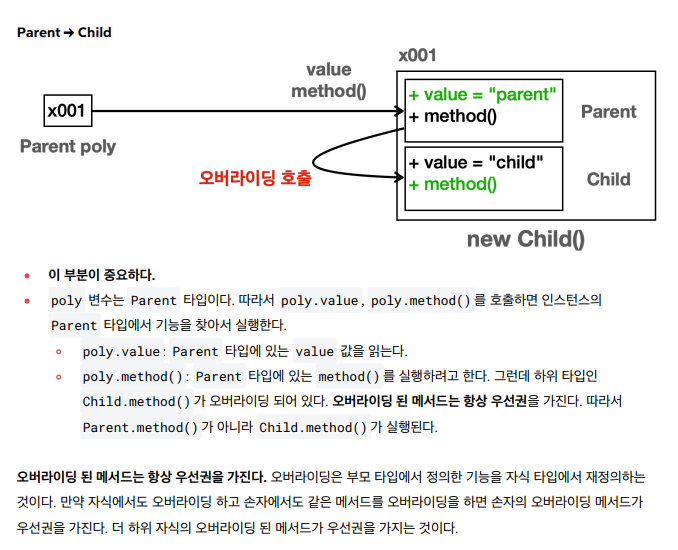 Parent → Child
x001
value
method()
x001
Parent poly
+ value = "parent"
+ method()
Parent
오버라이딩 호출
+ value = "child"
+ method()
Child
new Child()
• 이 부분이 중요하다.
• poly 변수는 Parent 타입이다. 따라서 poly.value, poly.method()를 호출하면 인스턴스의
Parent 타입에서 기능을 찾아서 실행한다.
◦ poly.value: Parent 타입에 있는 value 값을 읽는다.
◦ poly.method(): Parent 타입에 있는 method()를 실행하려고 한다. 그런데 하위 타입인
Child.method()가 오버라이딩 되어 있다. 오버라이딩 된 메서드는 항상 우선권을 가진다. 따라서
Parent.method()가 아니라 Child.method()가 실행된다.
오버라이딩 된 메서드는 항상 우선권을 가진다. 오버라이딩은 부모 타입에서 정의한 기능을 자식 타입에서 재정의하는
것이다. 만약 자식에서도 오버라이딩 하고 손자에서도 같은 메서드를 오버라이딩을 하면 손자의 오버라이딩 메서드가
우선권을 가진다. 더 하위 자식의 오버라이딩 된 메서드가 우선권을 가지는 것이다.